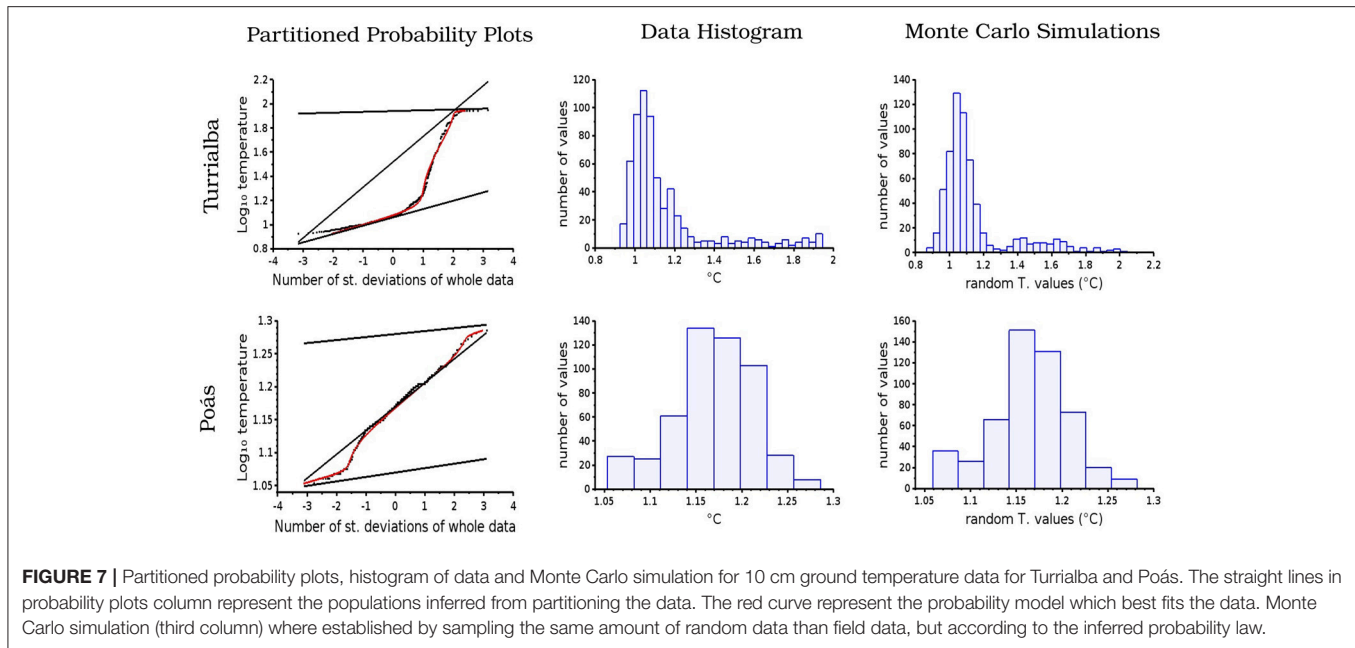 Partitioned Probability Plots
Data Histogram
Monte Carlo Simulations
Turrialba
Log₁₀ temperature
2.2
2
1.8
1.6
1.4
1.2
1
0.8
-4 -3 -2 -1 0 1 2 3 4
Number of st. deviations of whole data
number of values
120
100
80
60
40
20
0
0.8 1 1.2 1.4 1.6 1.8 2
°C
number of values
140
120
100
80
60
40
20
0
0.8 1 1.2 1.4 1.6 1.8 2 2.2
random T. values (°C)
Poás
Log₁₀ temperature
1.3
1.25
1.2
1.15
1.1
1.05
-4 -3 -2 -1 0 1 2 3 4
Number of st. deviations of whole data
number of values
140
120
100
80
60
40
20
0
1.05 1.1 1.15 1.2 1.25 1.3
°C
number of values
160
140
120
100
80
60
40
20
0
1.05 1.1 1.15 1.2 1.25 1.3
random T. values (°C)
FIGURE 7 | Partitioned probability plots, histogram of data and Monte Carlo simulation for 10 cm ground temperature data for Turrialba and Poás. The straight lines in
probability plots column represent the populations inferred from partitioning the data. The red curve represent the probability model which best fits the data. Monte
Carlo simulation (third column) where established by sampling the same amount of random data than field data, but according to the inferred probability law.